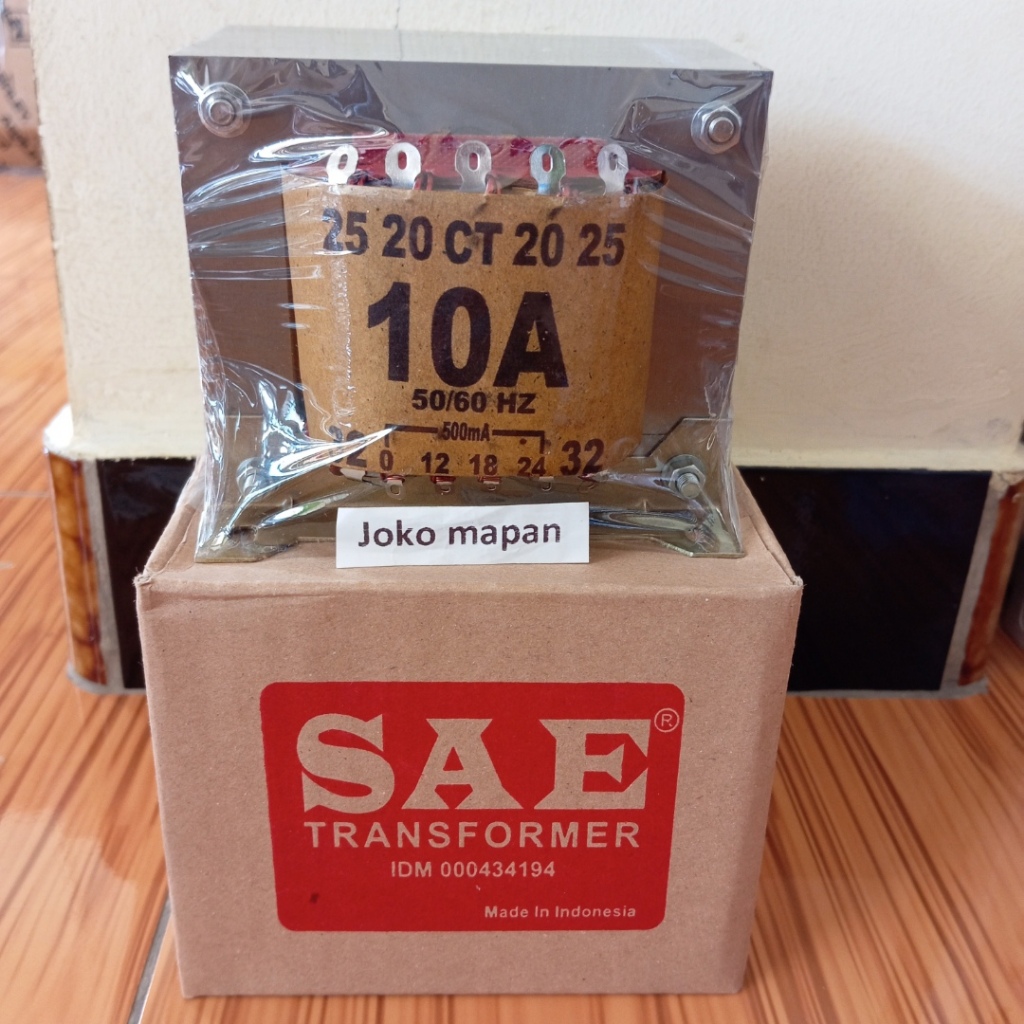 25 20 CT 20 25
10A
50/60 HZ
500mA
32 0 12 18 24 32
Joko mapan
SAE®
TRANSFORMER
IDM 000434194
Made In Indonesia